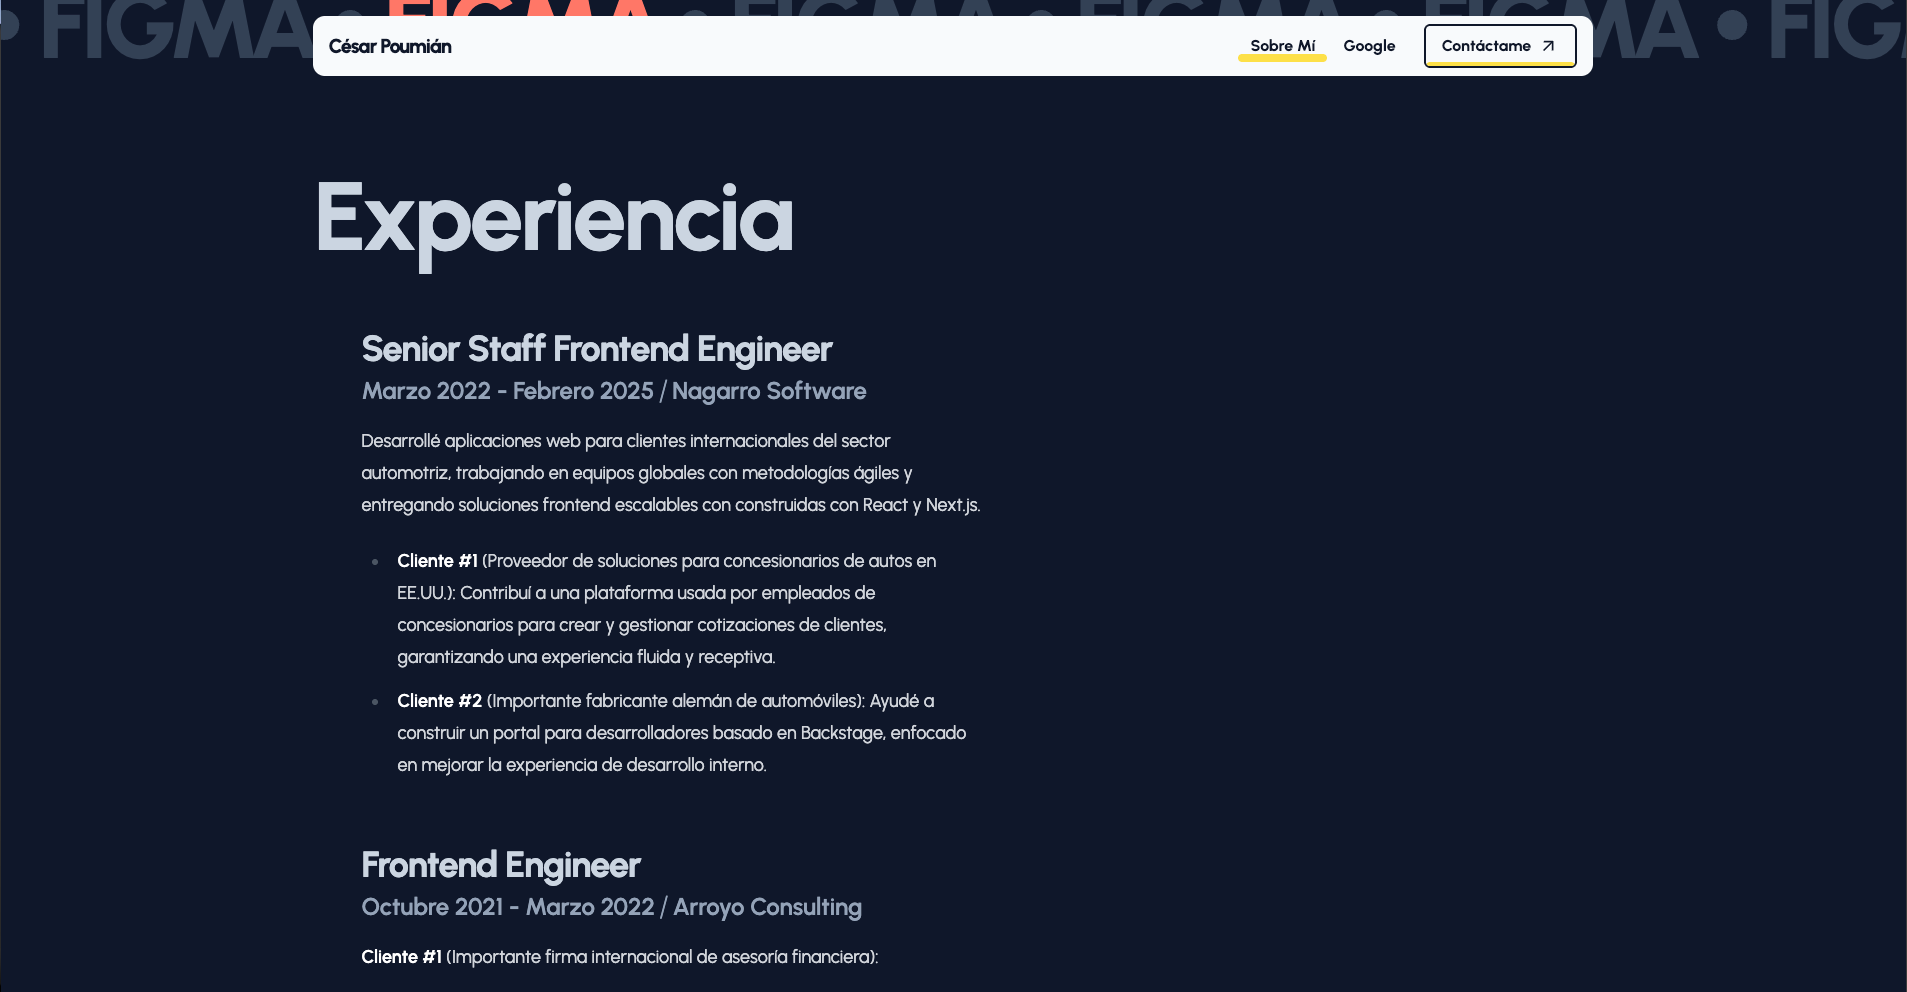 FIGMA • FIGMA • FIGMA • FIGMA • FIGMA • FIG
César Poumián
Sobre Mí
Google
Contáctame
Experiencia
Senior Staff Frontend Engineer
Marzo 2022 - Febrero 2025 / Nagarro Software
Desarrollé aplicaciones web para clientes internacionales del sector
automotriz, trabajando en equipos globales con metodologías ágiles y
entregando soluciones frontend escalables con construidas con React y Next.js.
Cliente #1 (Proveedor de soluciones para concesionarios de autos en
EE.UU.): Contribuí a una plataforma usada por empleados de
concesionarios para crear y gestionar cotizaciones de clientes,
garantizando una experiencia fluida y receptiva.
Cliente #2 (Importante fabricante alemán de automóviles): Ayudé a
construir un portal para desarrolladores basado en Backstage, enfocado
en mejorar la experiencia de desarrollo interno.
Frontend Engineer
Octubre 2021 - Marzo 2022 / Arroyo Consulting
Cliente #1 (Importante firma internacional de asesoría financiera):